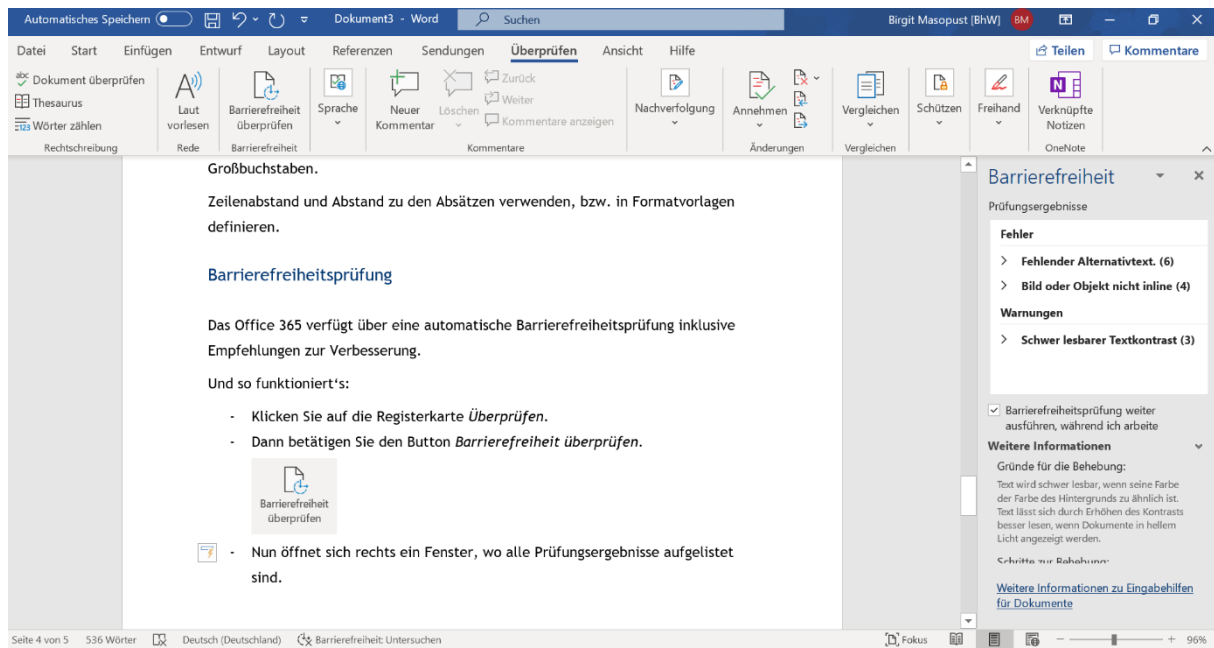 Automatisches Speichern
Dokument3 - Word
Suchen
Birgit Masopust [BhW]
BM
Datei Start Einfügen Entwurf Layout Referenzen Sendungen Überprüfen Ansicht Hilfe
Teilen
Kommentare
abc Dokument überprüfen
Thesaurus
123 Wörter zählen
Rechtschreibung
A
Laut
vorlesen
Rede
Barrierefreiheit
überprüfen
Barrierefreiheit
Sprache
Neuer
Kommentar
Löschen
Zurück
Weiter
Kommentare anzeigen
Kommentare
Nachverfolgung
Annehmen
Änderungen
Vergleichen
Vergleichen
Schützen
Freihand
N
Verknüpfte
Notizen
OneNote
Großbuchstaben.
Zeilenabstand und Abstand zu den Absätzen verwenden, bzw. in Formatvorlagen
definieren.
Barrierefreiheitsprüfung
Das Office 365 verfügt über eine automatische Barrierefreiheitsprüfung inklusive
Empfehlungen zur Verbesserung.
Und so funktioniert‘s:
- Klicken Sie auf die Registerkarte Überprüfen.
- Dann betätigen Sie den Button Barrierefreiheit überprüfen.
Barrierefreiheit
überprüfen
- Nun öffnet sich rechts ein Fenster, wo alle Prüfungsergebnisse aufgelistet
sind.
Barrierefreiheit
Prüfungsergebnisse
Fehler
Fehlender Alternativtext. (6)
Bild oder Objekt nicht inline (4)
Warnungen
Schwer lesbarer Textkontrast (3)
Barrierefreiheitsprüfung weiter
ausführen, während ich arbeite
Weitere Informationen
Gründe für die Behebung:
Text wird schwer lesbar, wenn seine Farbe
der Farbe des Hintergrunds zu ähnlich ist.
Text lässt sich durch Erhöhen des Kontrasts
besser lesen, wenn Dokumente in hellem
Licht angezeigt werden.
Schritte zur Behebung:
Weitere Informationen zu Eingabehilfen
für Dokumente
Seite 4 von 5 536 Wörter Deutsch (Deutschland) Barrierefreiheit: Untersuchen
Fokus
96%